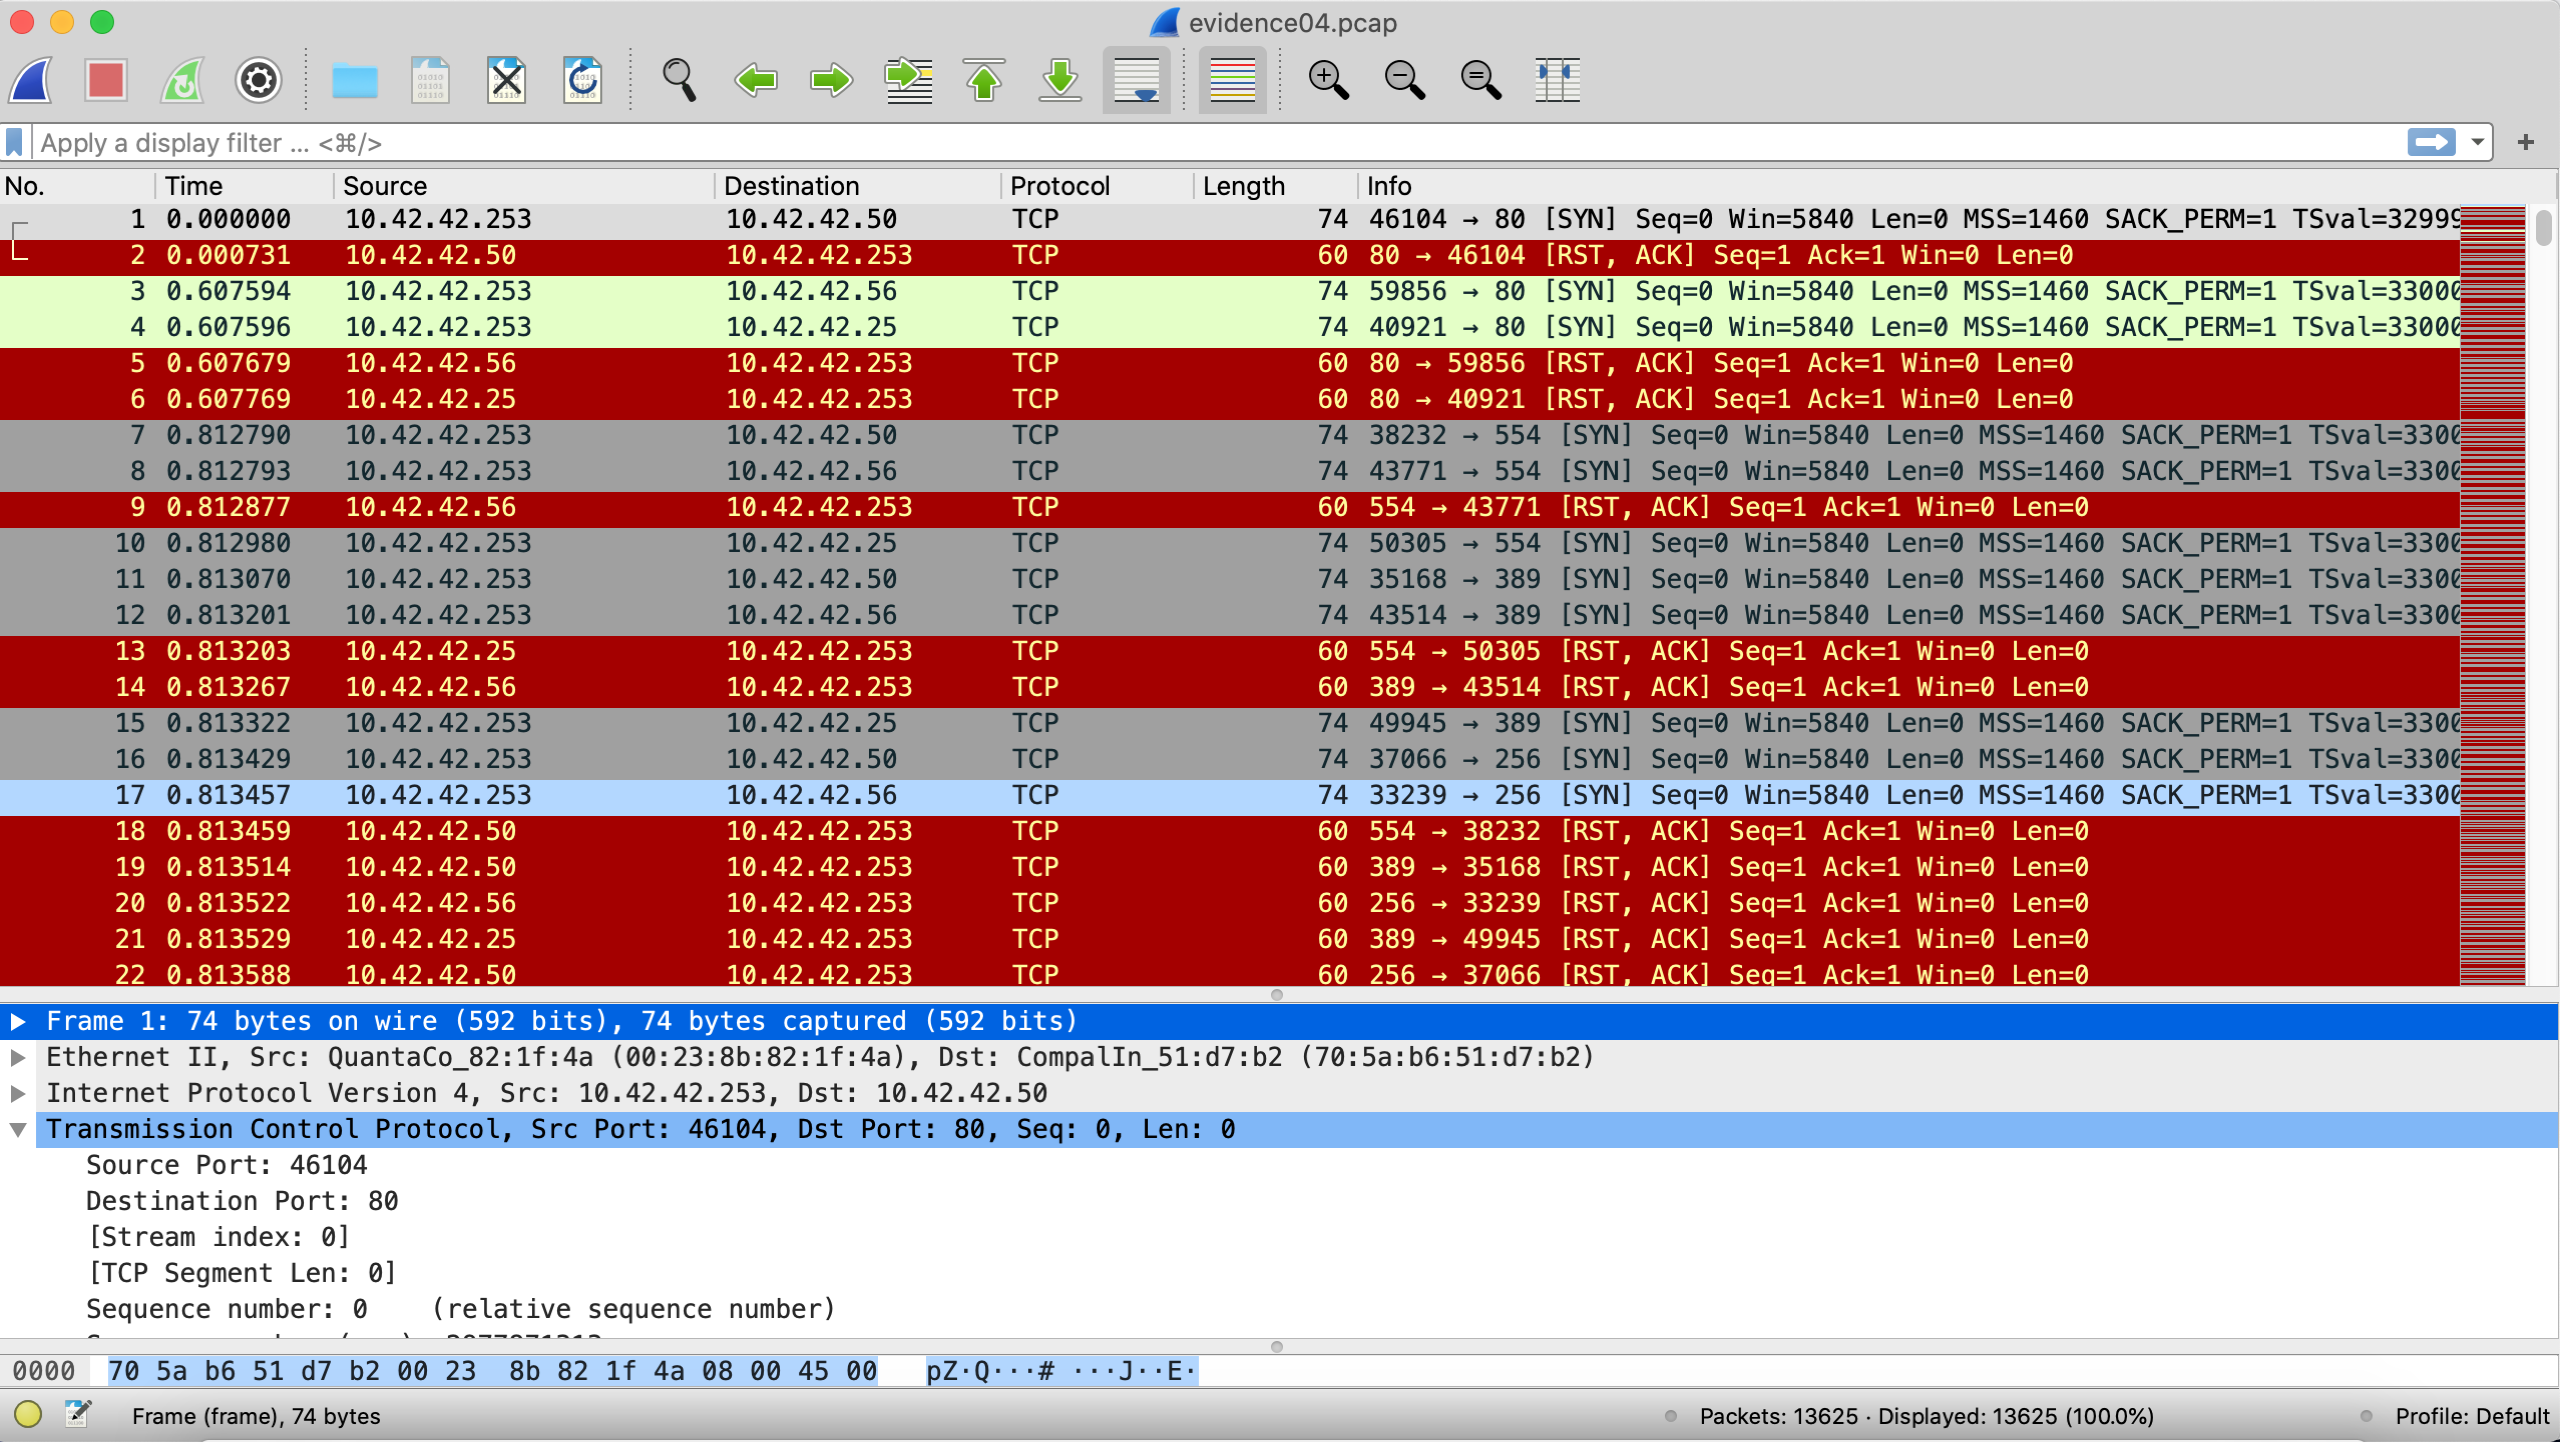 evidence04.pcap
Apply a display filter ... <⌘/>
No. Time Source Destination Protocol Length Info
1 0.000000 10.42.42.253 10.42.42.50 TCP 74 46104 → 80 [SYN] Seq=0 Win=5840 Len=0 MSS=1460 SACK_PERM=1 TSval=32999
2 0.000731 10.42.42.50 10.42.42.253 TCP 60 80 → 46104 [RST, ACK] Seq=1 Ack=1 Win=0 Len=0
3 0.607594 10.42.42.253 10.42.42.56 TCP 74 59856 → 80 [SYN] Seq=0 Win=5840 Len=0 MSS=1460 SACK_PERM=1 TSval=33000
4 0.607596 10.42.42.253 10.42.42.25 TCP 74 40921 → 80 [SYN] Seq=0 Win=5840 Len=0 MSS=1460 SACK_PERM=1 TSval=33000
5 0.607679 10.42.42.56 10.42.42.253 TCP 60 80 → 59856 [RST, ACK] Seq=1 Ack=1 Win=0 Len=0
6 0.607769 10.42.42.25 10.42.42.253 TCP 60 80 → 40921 [RST, ACK] Seq=1 Ack=1 Win=0 Len=0
7 0.812790 10.42.42.253 10.42.42.50 TCP 74 38232 → 554 [SYN] Seq=0 Win=5840 Len=0 MSS=1460 SACK_PERM=1 TSval=3300
8 0.812793 10.42.42.253 10.42.42.56 TCP 74 43771 → 554 [SYN] Seq=0 Win=5840 Len=0 MSS=1460 SACK_PERM=1 TSval=3300
9 0.812877 10.42.42.56 10.42.42.253 TCP 60 554 → 43771 [RST, ACK] Seq=1 Ack=1 Win=0 Len=0
10 0.812980 10.42.42.253 10.42.42.25 TCP 74 50305 → 554 [SYN] Seq=0 Win=5840 Len=0 MSS=1460 SACK_PERM=1 TSval=3300
11 0.813070 10.42.42.253 10.42.42.50 TCP 74 35168 → 389 [SYN] Seq=0 Win=5840 Len=0 MSS=1460 SACK_PERM=1 TSval=3300
12 0.813201 10.42.42.253 10.42.42.56 TCP 74 43514 → 389 [SYN] Seq=0 Win=5840 Len=0 MSS=1460 SACK_PERM=1 TSval=3300
13 0.813203 10.42.42.25 10.42.42.253 TCP 60 554 → 50305 [RST, ACK] Seq=1 Ack=1 Win=0 Len=0
14 0.813267 10.42.42.56 10.42.42.253 TCP 60 389 → 43514 [RST, ACK] Seq=1 Ack=1 Win=0 Len=0
15 0.813322 10.42.42.253 10.42.42.25 TCP 74 49945 → 389 [SYN] Seq=0 Win=5840 Len=0 MSS=1460 SACK_PERM=1 TSval=3300
16 0.813429 10.42.42.253 10.42.42.50 TCP 74 37066 → 256 [SYN] Seq=0 Win=5840 Len=0 MSS=1460 SACK_PERM=1 TSval=3300
17 0.813457 10.42.42.253 10.42.42.56 TCP 74 33239 → 256 [SYN] Seq=0 Win=5840 Len=0 MSS=1460 SACK_PERM=1 TSval=3300
18 0.813459 10.42.42.50 10.42.42.253 TCP 60 554 → 38232 [RST, ACK] Seq=1 Ack=1 Win=0 Len=0
19 0.813514 10.42.42.50 10.42.42.253 TCP 60 389 → 35168 [RST, ACK] Seq=1 Ack=1 Win=0 Len=0
20 0.813522 10.42.42.56 10.42.42.253 TCP 60 256 → 33239 [RST, ACK] Seq=1 Ack=1 Win=0 Len=0
21 0.813529 10.42.42.25 10.42.42.253 TCP 60 389 → 49945 [RST, ACK] Seq=1 Ack=1 Win=0 Len=0
22 0.813588 10.42.42.50 10.42.42.253 TCP 60 256 → 37066 [RST, ACK] Seq=1 Ack=1 Win=0 Len=0
Frame 1: 74 bytes on wire (592 bits), 74 bytes captured (592 bits)
Ethernet II, Src: QuantaCo_82:1f:4a (00:23:8b:82:1f:4a), Dst: CompalIn_51:d7:b2 (70:5a:b6:51:d7:b2)
Internet Protocol Version 4, Src: 10.42.42.253, Dst: 10.42.42.50
Transmission Control Protocol, Src Port: 46104, Dst Port: 80, Seq: 0, Len: 0
Source Port: 46104
Destination Port: 80
[Stream index: 0]
[TCP Segment Len: 0]
Sequence number: 0 (relative sequence number)
0000 70 5a b6 51 d7 b2 00 23 8b 82 1f 4a 08 00 45 00 pZ·Q···# ···J··E·
Frame (frame), 74 bytes
Packets: 13625 · Displayed: 13625 (100.0%)
Profile: Default